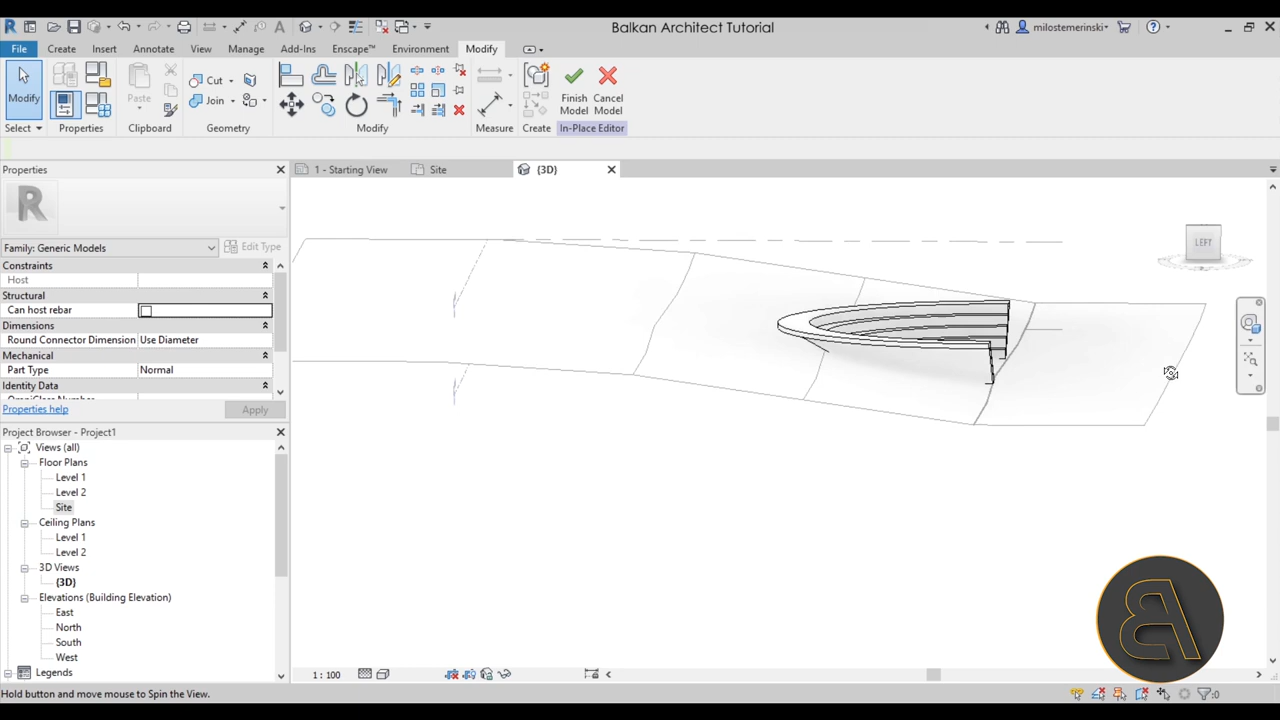 Balkan Architect Tutorial
milostemerinski
File Create Insert Annotate View Manage Add-Ins Enscape™ Environment Modify
Modify
Paste
Cut
Join
Finish Model
Cancel Model
Select Properties Clipboard Geometry Modify Measure Create In-Place Editor
Properties
1 - Starting View
Site
{3D}
R
Family: Generic Models
Edit Type
Constraints
Host
Structural
Can host rebar
Dimensions
Round Connector Dimension Use Diameter
Mechanical
Part Type Normal
Identity Data
Properties help
Apply
LEFT
Project Browser - Project1
Views (all)
Floor Plans
Level 1
Level 2
Site
Ceiling Plans
Level 1
Level 2
3D Views
{3D}
Elevations (Building Elevation)
East
North
South
West
Legends
1 : 100
Hold button and move mouse to Spin the View.
:0